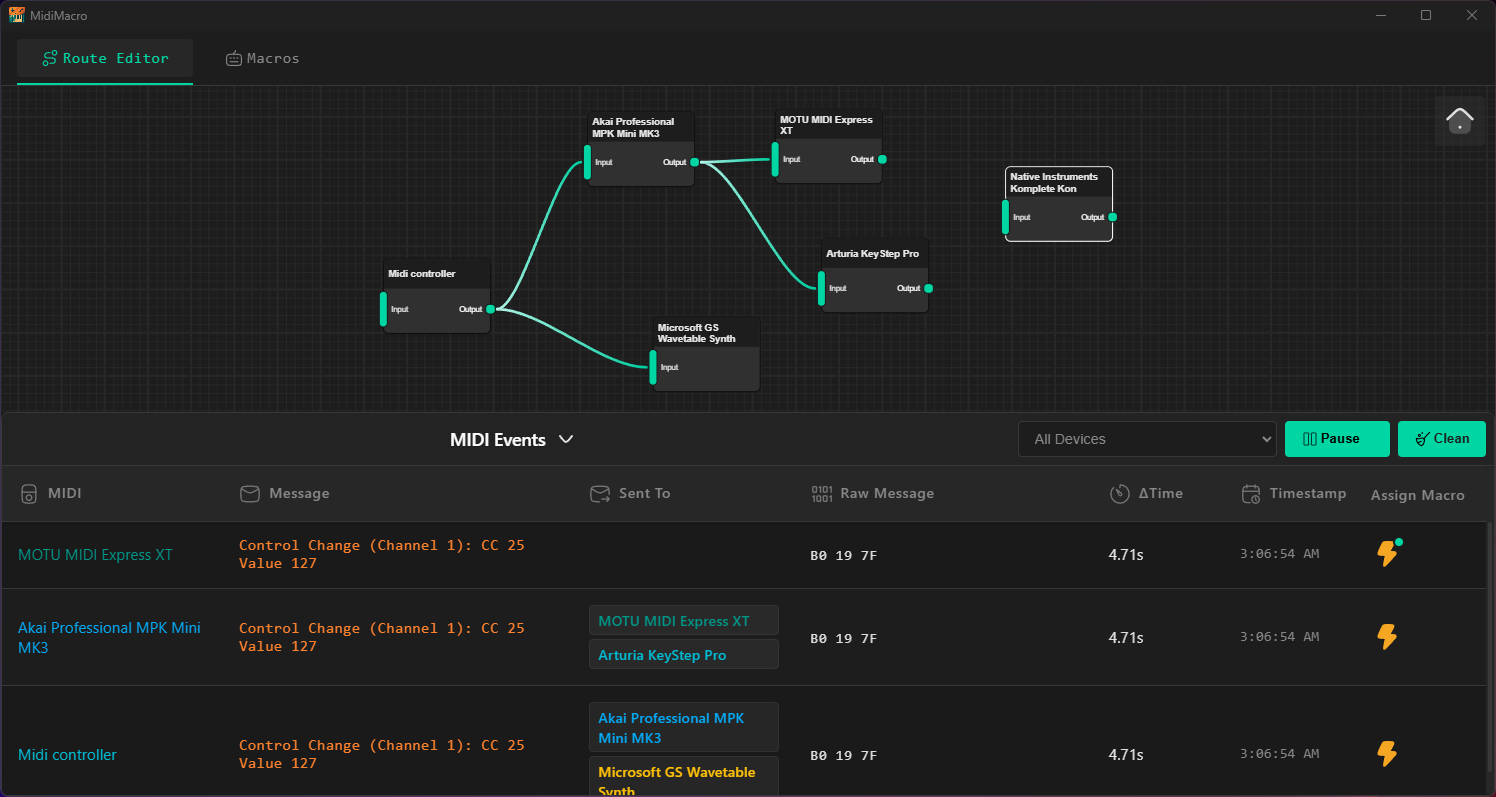 MidiMacro
Route Editor
Macros
Akai Professional
MPK Mini MK3
Input
Output
MOTU MIDI Express
XT
Input
Output
Native Instruments
Komplete Kon
Input
Output
Arturia KeyStep Pro
Input
Output
Midi controller
Input
Output
Microsoft GS
Wavetable Synth
Input
MIDI Events
All Devices
Pause
Clean
MIDI
Message
Sent To
0101
1001
Raw Message
ΔTime
Timestamp
Assign Macro
MOTU MIDI Express XT
Control Change (Channel 1): CC 25
Value 127
B0 19 7F
4.71s
3:06:54 AM
Akai Professional MPK Mini
MK3
Control Change (Channel 1): CC 25
Value 127
MOTU MIDI Express XT
Arturia KeyStep Pro
B0 19 7F
4.71s
3:06:54 AM
Midi controller
Control Change (Channel 1): CC 25
Value 127
Akai Professional MPK
Mini MK3
Microsoft GS Wavetable
Synth
B0 19 7F
4.71s
3:06:54 AM